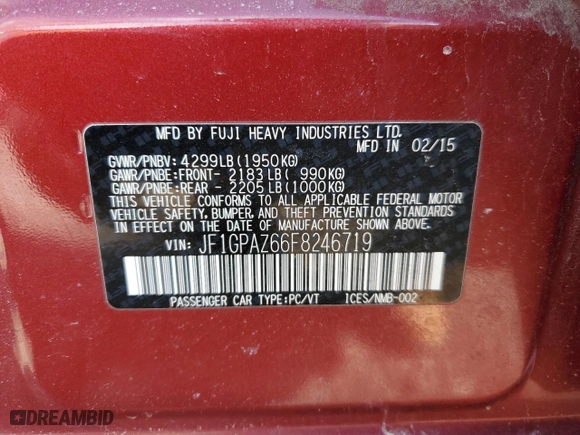 MFD BY FUJI HEAVY INDUSTRIES LTD.
MFD IN 02/15
GVWR/PNBV: 4299LB(1950KG)
GAWR/PNBE:FRONT- 2183LB( 990KG)
GAWR/PNBE:REAR - 2205LB(1000KG)
THIS VEHICLE CONFORMS TO ALL APPLICABLE FEDERAL MOTOR
VEHICLE SAFETY, BUMPER, AND THEFT PREVENTION STANDARDS
IN EFFECT ON THE DATE OF MANUFACTURE SHOWN ABOVE.
VIN: JF1GPAZ66F8246719
PASSENGER CAR TYPE:PC/VT ICES/NMB-002
DREAMBID